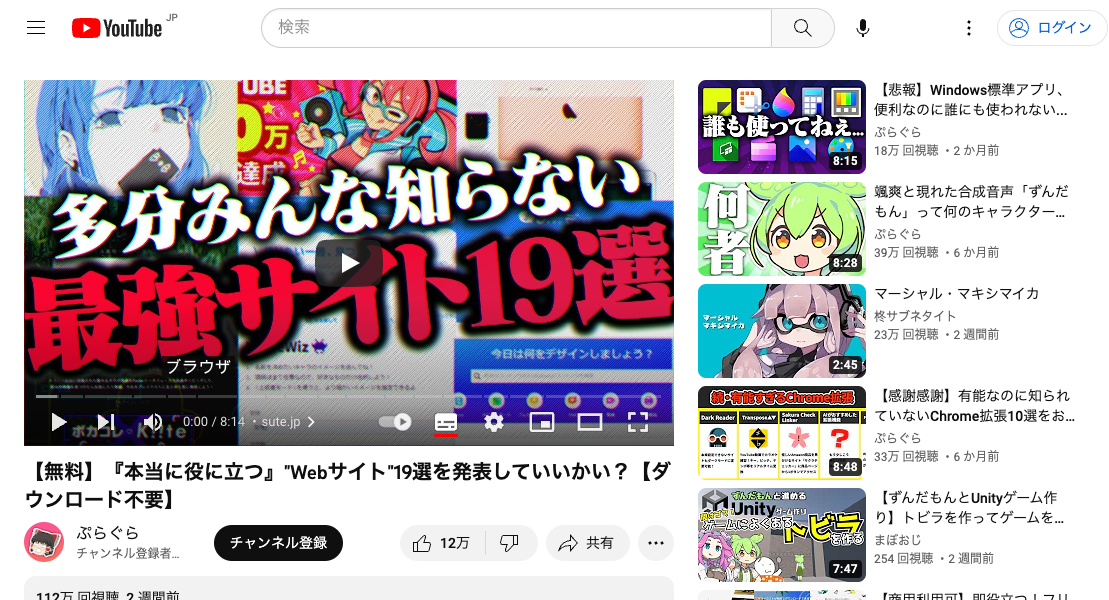 YouTube JP
検索
ログイン
UBE
0万
達成
多分みんな知らない
最強サイト19選
Wiz
今日は何をデザインしましょう？
ブラウザ
0:00 / 8:14 ・ sute.jp
ボカコレ
【無料】『本当に役に立つ』"Webサイト"19選を発表していいかい？【ダ
ウンロード不要】
ぷらぐら
チャンネル登録者...
チャンネル登録
12万
共有
112万 回視聴 2 週間前
誰も使ってねぇ...
8:15
【悲報】Windows標準アプリ、
便利なのに誰にも使われない...
ぷらぐら
18万 回視聴 ・2 か月前
何者
8:28
颯爽と現れた合成音声「ずんだ
もん」って何のキャラクター...
ぷらぐら
39万 回視聴 ・6 か月前
マーシャル
マキシマイカ
2:45
マーシャル・マキシマイカ
柊サブネタイト
23万 回視聴 ・2 週間前
続・有能すぎるChrome拡張
Dark Reader
Transpose▲▼
Sakura Check
Linker
?
8:48
【感謝感謝】有能なのに知られ
ていないChrome拡張10選をお...
ぷらぐら
33万 回視聴 ・6 か月前
ずんだもんと進める
Unity ゲーム作り
ゲームによくある
トビラ
を作る
7:47
【ずんだもんとUnityゲーム作
り】トビラを作ってゲームを...
まぼおじ
254 回視聴 ・2 週間前
【商用利用可】即役立つ！フリ